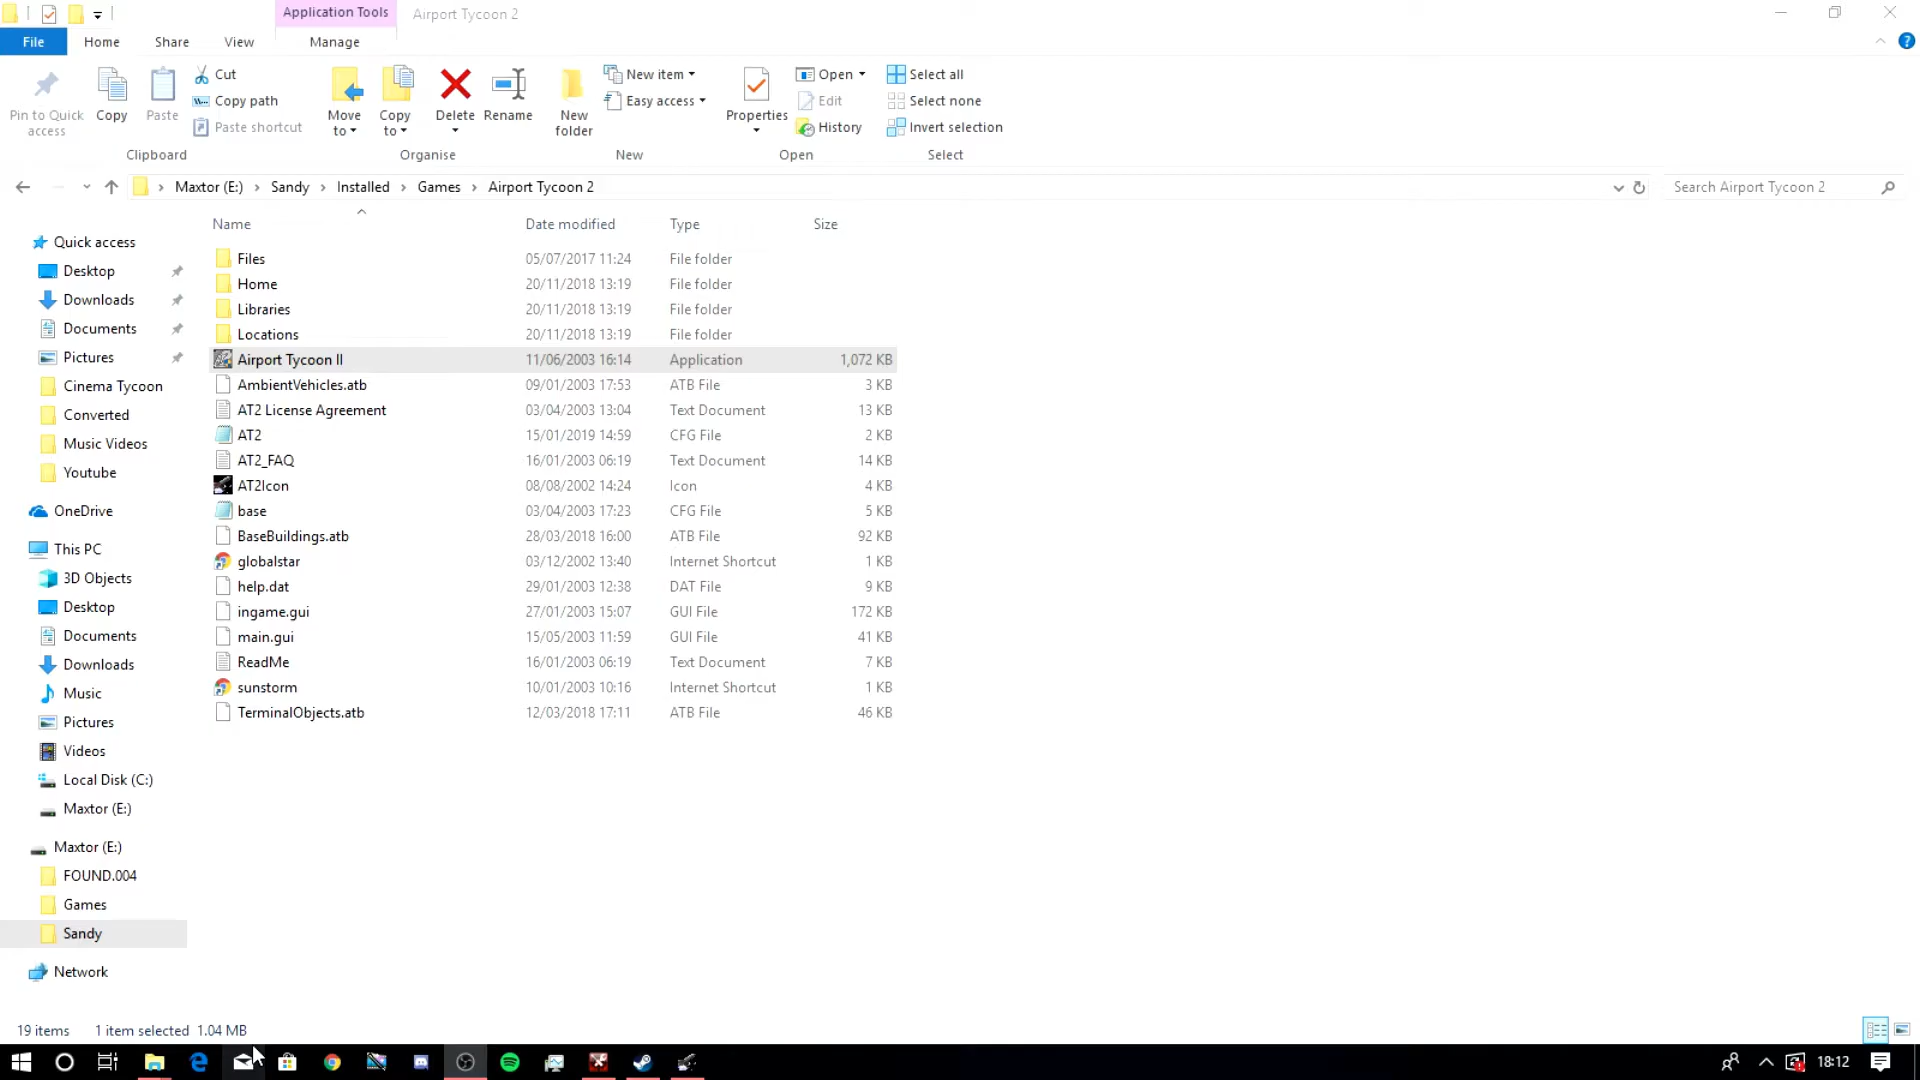 Application Tools
Airport Tycoon 2
File
Home
Share
View
Manage
Pin to Quick access
Copy
Paste
Cut
Copy path
Paste shortcut
Clipboard
Move to
Copy to
Delete
Rename
Organise
New folder
New item
Easy access
New
Properties
Open
Edit
History
Open
Select all
Select none
Invert selection
Select
Maxtor (E:) > Sandy > Installed > Games > Airport Tycoon 2
Search Airport Tycoon 2
Name Date modified Type Size
Files 05/07/2017 11:24 File folder
Home 20/11/2018 13:19 File folder
Libraries 20/11/2018 13:19 File folder
Locations 20/11/2018 13:19 File folder
Airport Tycoon II 11/06/2003 16:14 Application 1,072 KB
AmbientVehicles.atb 09/01/2003 17:53 ATB File 3 KB
AT2 License Agreement 03/04/2003 13:04 Text Document 13 KB
AT2 15/01/2019 14:59 CFG File 2 KB
AT2_FAQ 16/01/2003 06:19 Text Document 14 KB
AT2Icon 08/08/2002 14:24 Icon 4 KB
base 03/04/2003 17:23 CFG File 5 KB
BaseBuildings.atb 28/03/2018 16:00 ATB File 92 KB
globalstar 03/12/2002 13:40 Internet Shortcut 1 KB
help.dat 29/01/2003 12:38 DAT File 9 KB
ingame.gui 27/01/2003 15:07 GUI File 172 KB
main.gui 15/05/2003 11:59 GUI File 41 KB
ReadMe 16/01/2003 06:19 Text Document 7 KB
sunstorm 10/01/2003 10:16 Internet Shortcut 1 KB
TerminalObjects.atb 12/03/2018 17:11 ATB File 46 KB
Quick access
Desktop
Downloads
Documents
Pictures
Cinema Tycoon
Converted
Music Videos
Youtube
OneDrive
This PC
3D Objects
Desktop
Documents
Downloads
Music
Pictures
Videos
Local Disk (C:)
Maxtor (E:)
Maxtor (E:)
FOUND.004
Games
Sandy
Network
19 items 1 item selected 1.04 MB
18:12